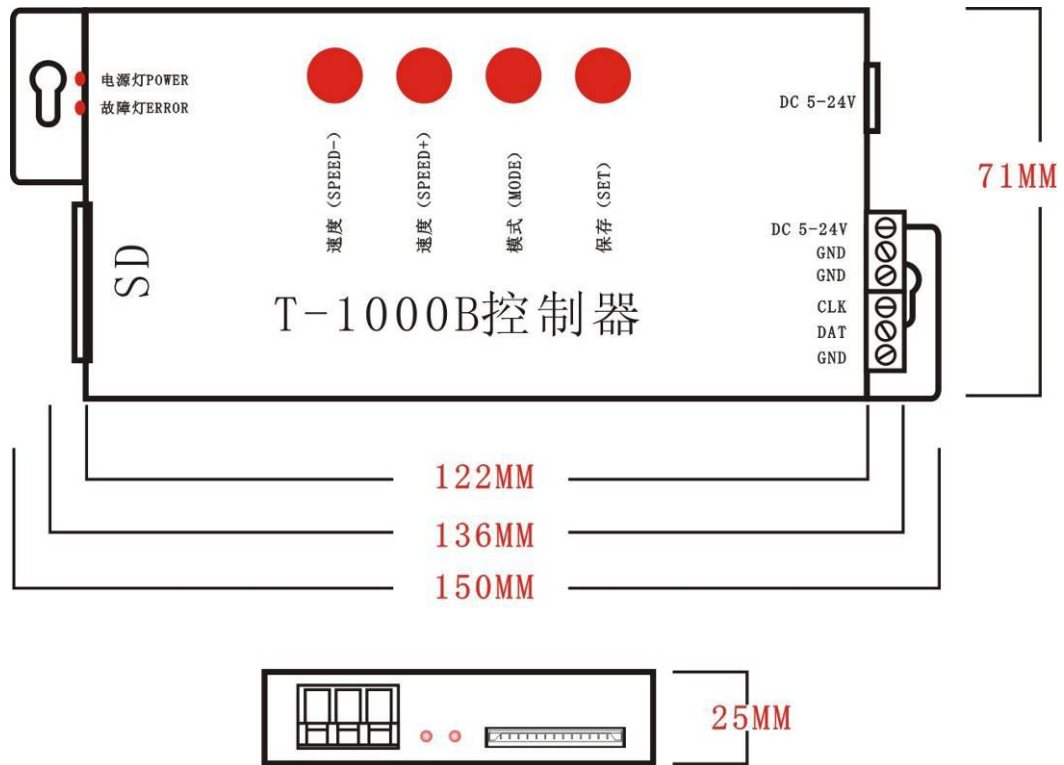 电源灯POWER
故障灯ERROR
速度(SPEED-)
速度(SPEED+)
模式(MODE)
保存(SET)
DC 5-24V
71MM
DC 5-24V
GND
GND
CLK
DAT
GND
SD
T-1000B控制器
122MM
136MM
150MM
25MM